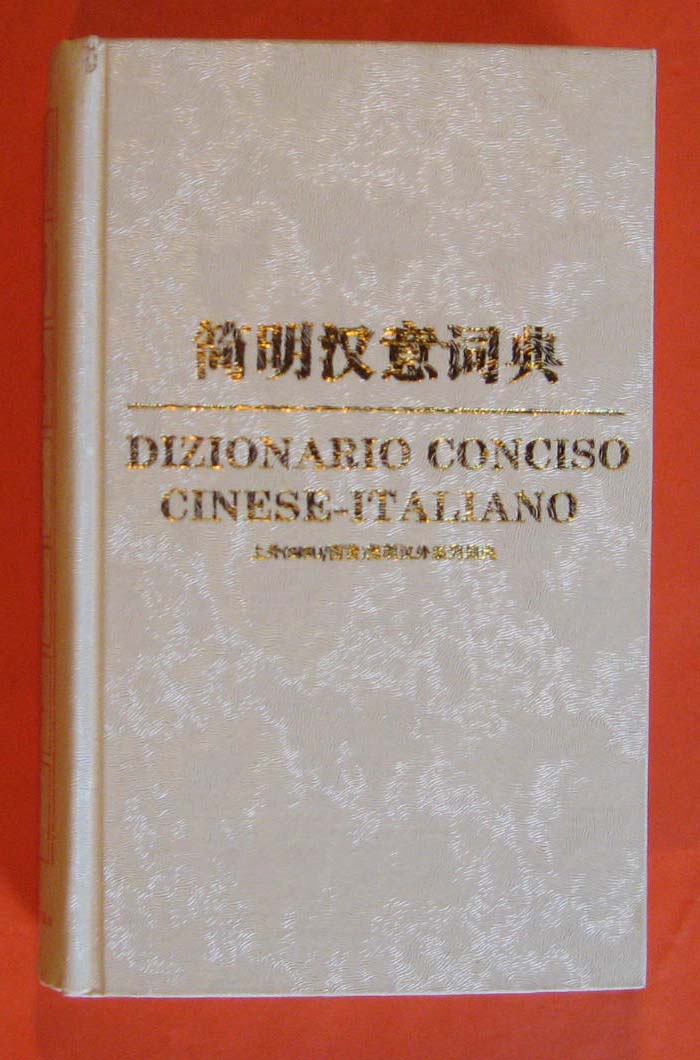 简明汉意词典
DIZIONARIO CONCISO
CINESE-ITALIANO